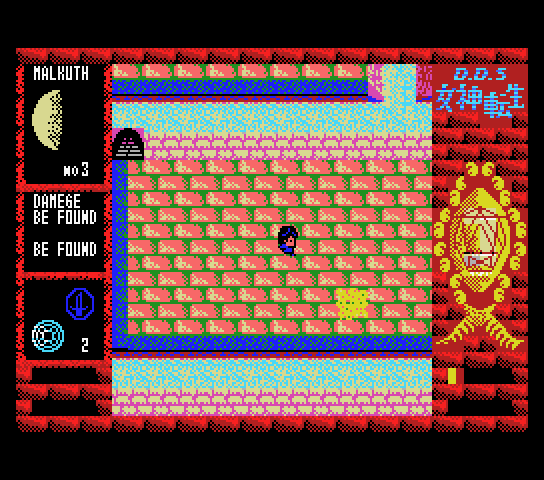 MALKUTH
NO3
DAMEGE
BE FOUND
BE FOUND
2
D.D.S
女神転生